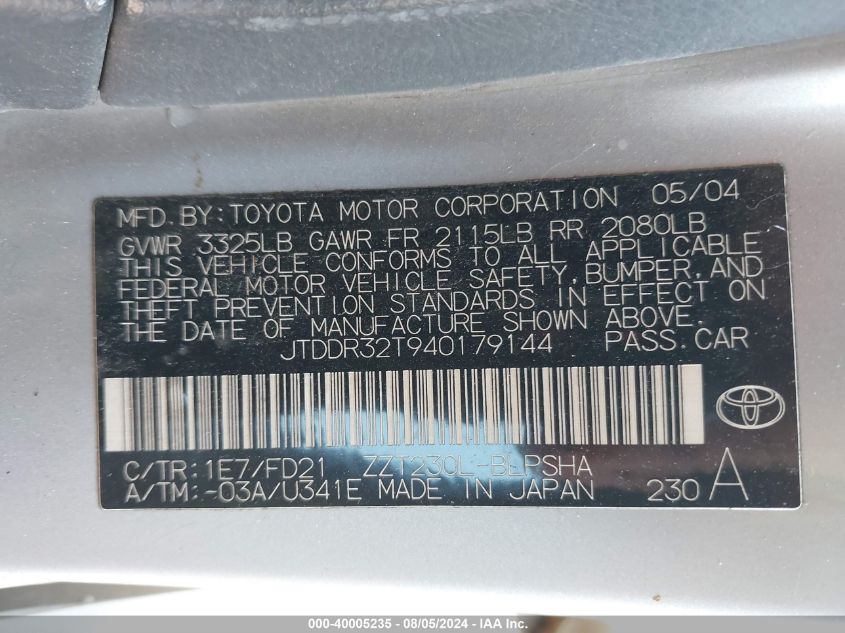 MFD. BY: TOYOTA MOTOR CORPORATION 05/04
GVWR 3325LB GAWR FR 2115LB RR 2080LB
THIS VEHICLE CONFORMS TO ALL APPLICABLE
FEDERAL MOTOR VEHICLE SAFETY, BUMPER, AND
THEFT PREVENTION STANDARDS IN EFFECT ON
THE DATE OF MANUFACTURE SHOWN ABOVE.
JTDDR32T940179144 PASS. CAR
C/TR: 1E7/FD21 ZZT230L-BLPSHA
A/TM: -03A/U341E MADE IN JAPAN 230 A
000-40005235 - 08/05/2024 - IAA Inc.